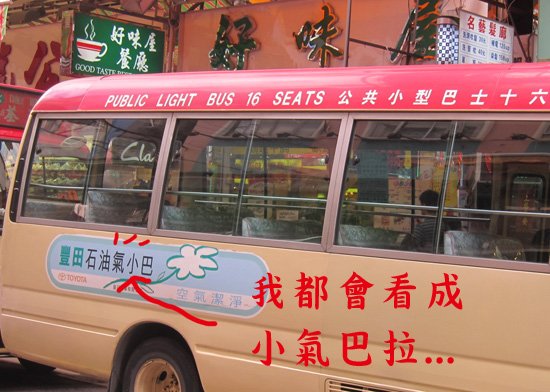 好味屋
餐廳
GOOD TASTE
好味屋
名藝髮廊
PUBLIC LIGHT BUS 16 SEATS 公共小型巴士十六
豐田石油氣小巴
TOYOTA
空氣潔淨
我都會看成
小氣巴拉...